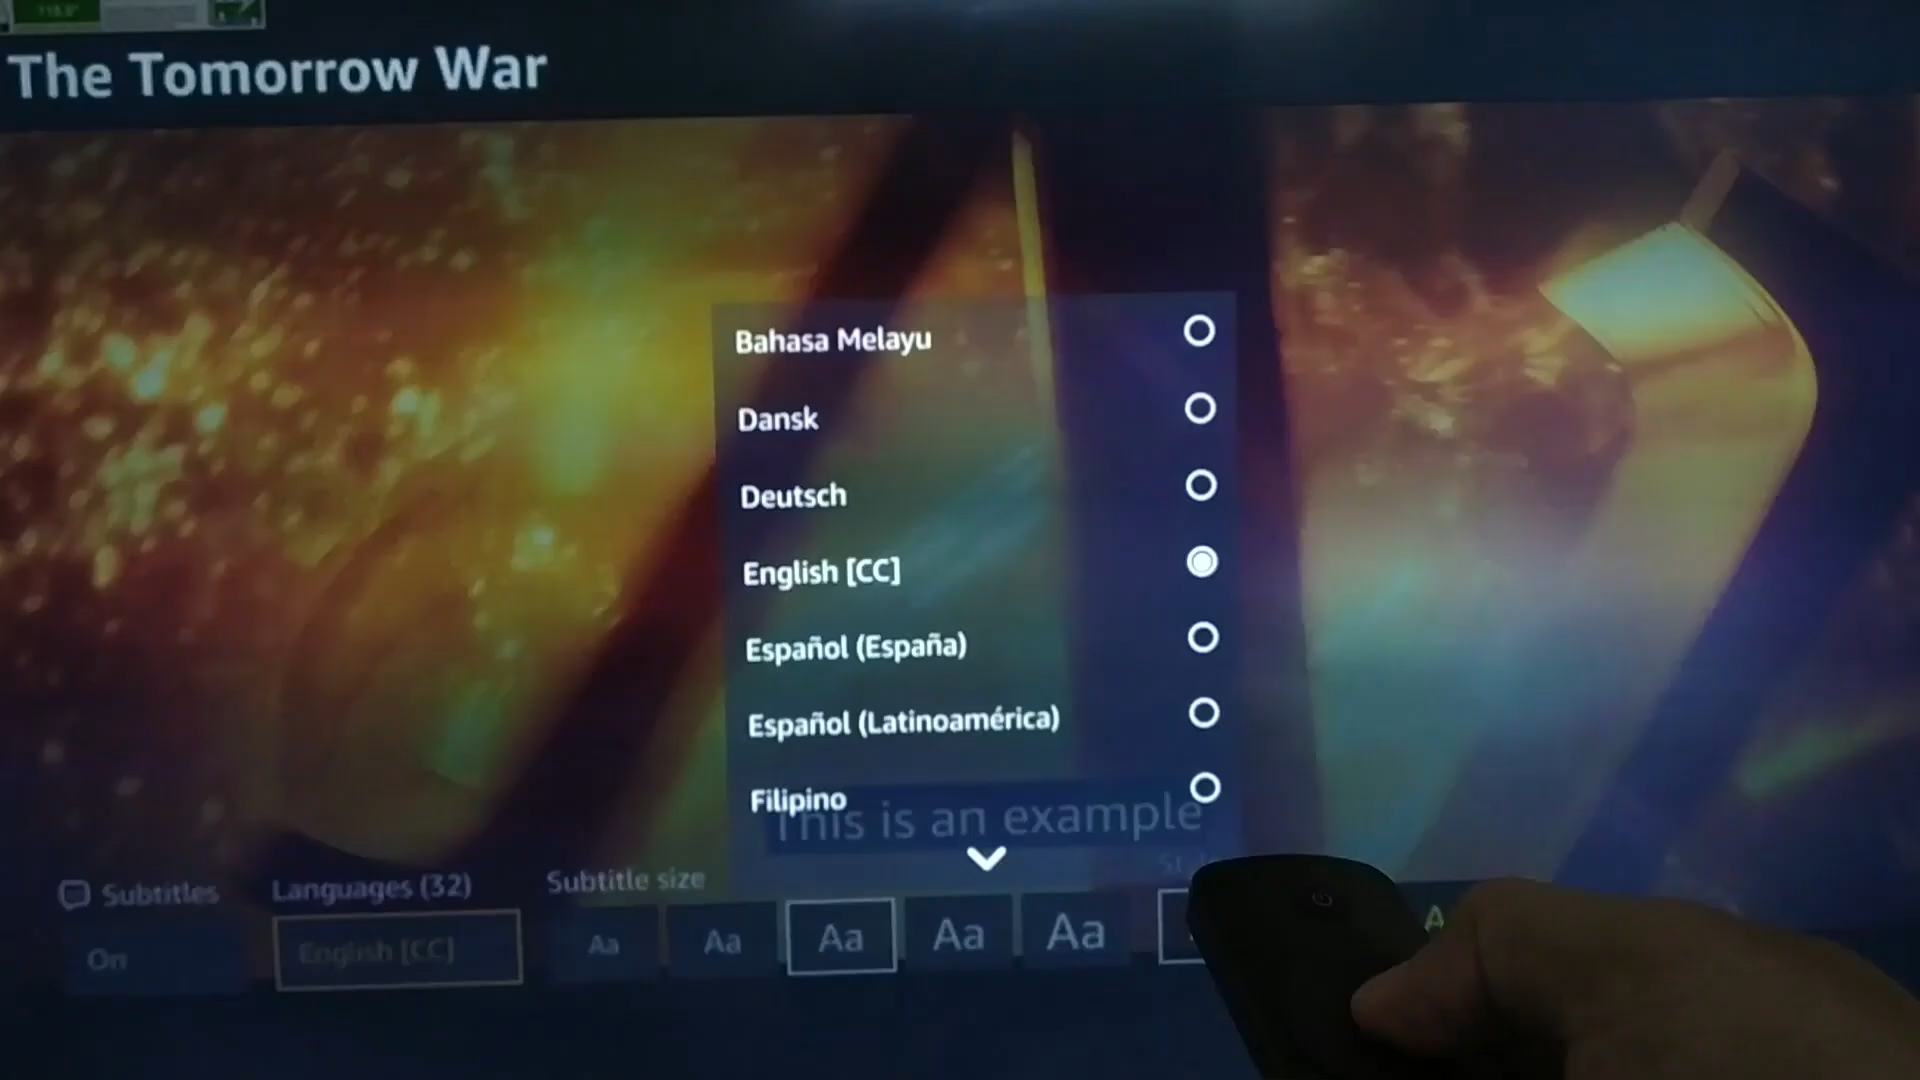 The Tomorrow War
Bahasa Melayu
Dansk
Deutsch
English [CC]
Español (España)
Español (Latinoamérica)
Filipino
This is an example
Subtitles
Languages (32)
Subtitle size
On
English [CC]
Aa
Aa
Aa
Aa
Aa